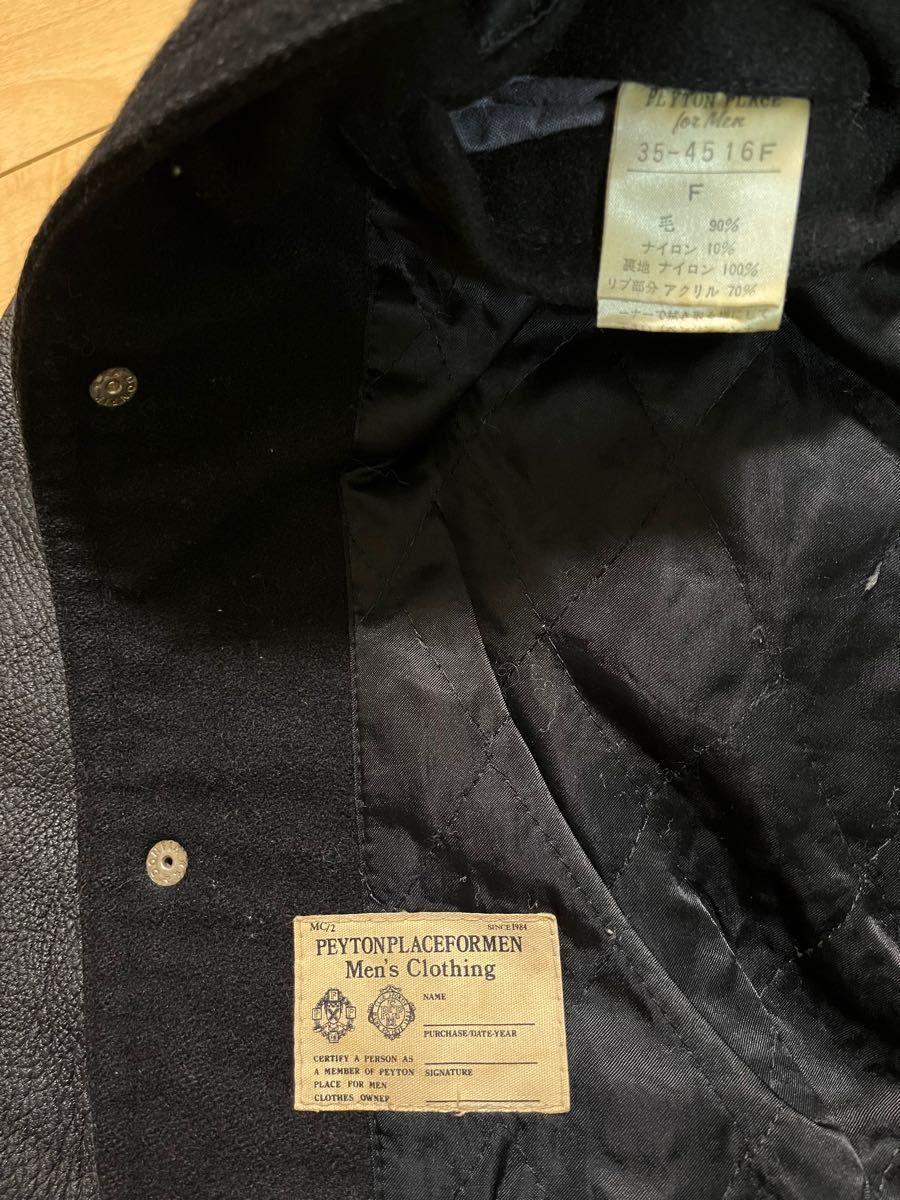 PEYTON PLACE
for Men
35-4516F
F
毛 90%
ナイロン 10%
裏地 ナイロン 100%
リブ部分 アクリル 70%
MC/2 SINCE 1984
PEYTONPLACEFORMEN
Men's Clothing
NAME
PURCHASE/DATE-YEAR
SIGNATURE
CERTIFY A PERSON AS
A MEMBER OF PEYTON
PLACE FOR MEN
CLOTHES OWNER